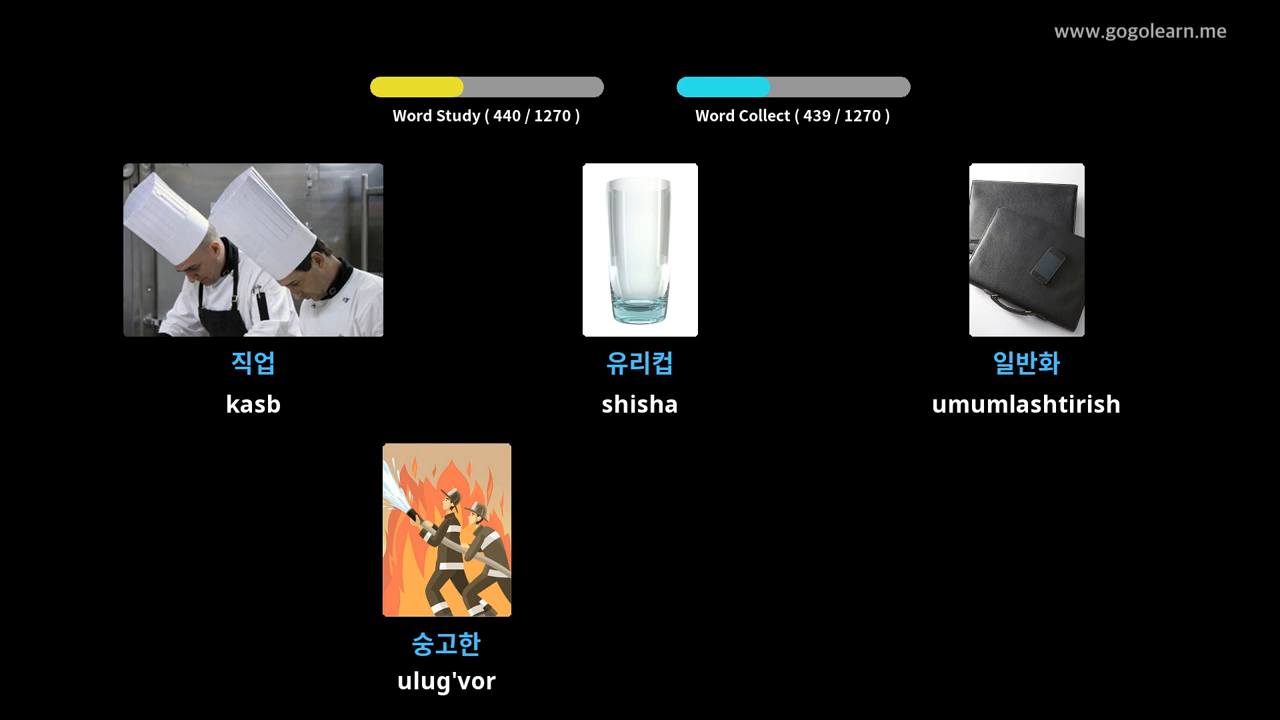 www.gogolearn.me
Word Study ( 440 / 1270 )
Word Collect ( 439 / 1270 )
직업
kasb
유리컵
shisha
일반화
umumlashtirish
숭고한
ulug'vor